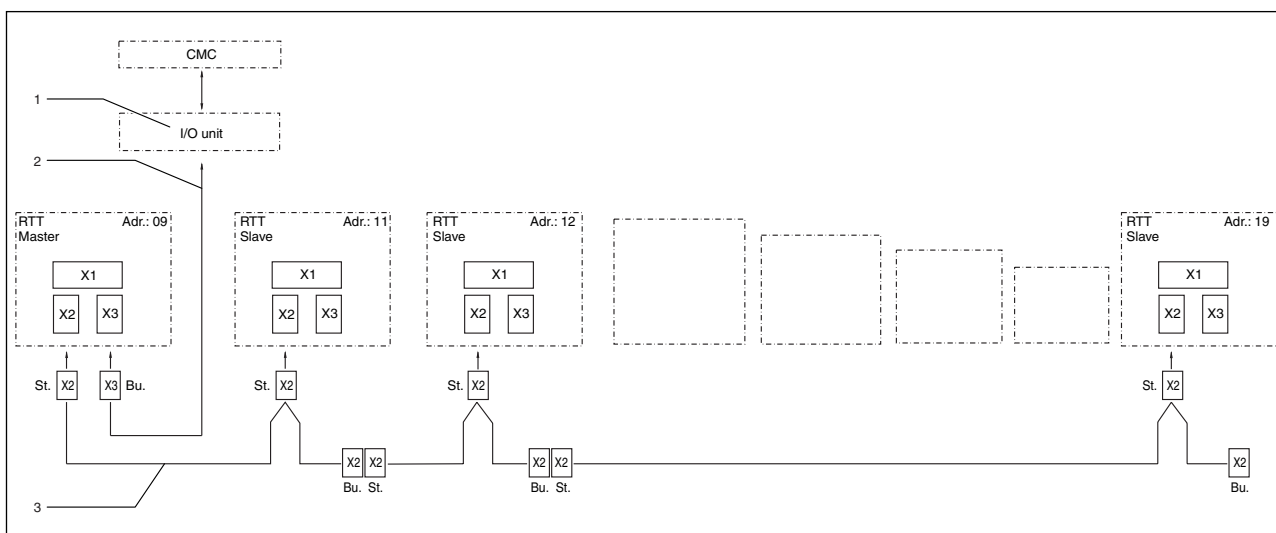 CMC
1
I/O unit
2
RTT Adr.: 09
Master
X1
X2 X3
RTT Adr.: 11
Slave
X1
X2 X3
RTT Adr.: 12
Slave
X1
X2 X3
RTT Adr.: 19
Slave
X1
X2 X3
St. X2 X3 Bu.
St. X2
St. X2
St. X2
X2 X2
Bu. St.
X2 X2
Bu. St.
X2
Bu.
3